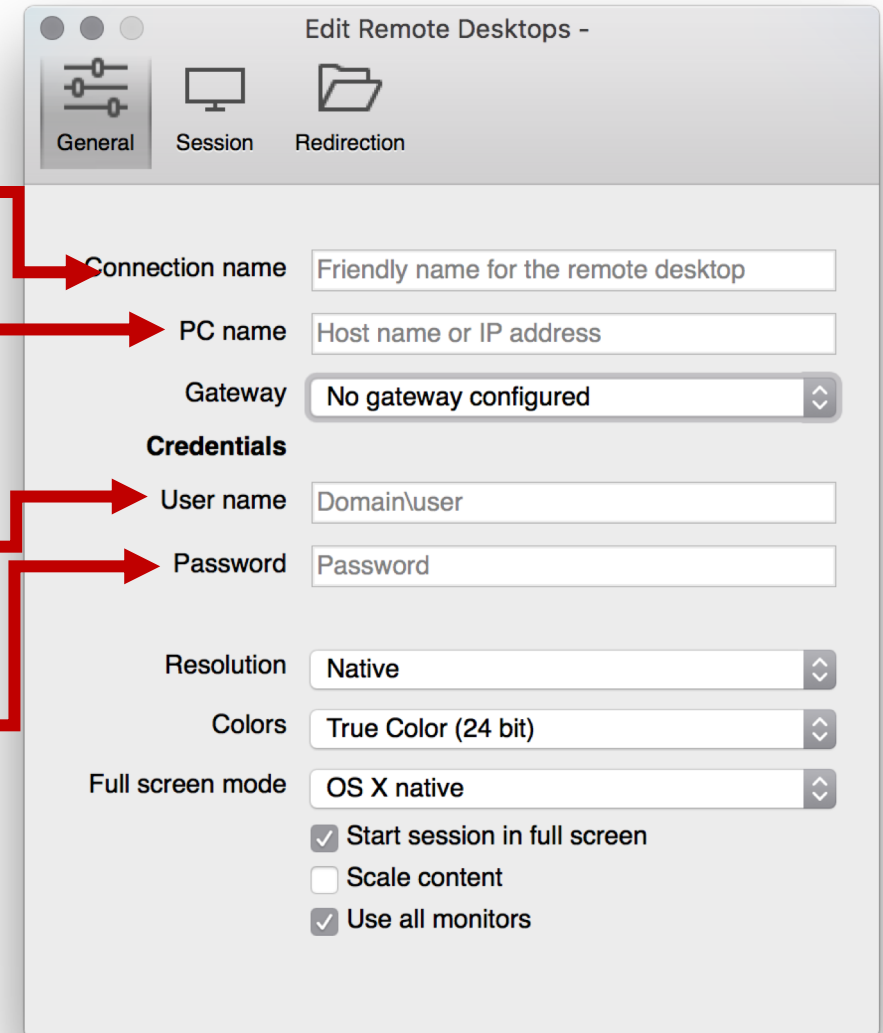 Edit Remote Desktops -
General Session Redirection
Connection name Friendly name for the remote desktop
PC name Host name or IP address
Gateway No gateway configured
Credentials
User name Domain\user
Password Password
Resolution Native
Colors True Color (24 bit)
Full screen mode OS X native
Start session in full screen
Scale content
Use all monitors